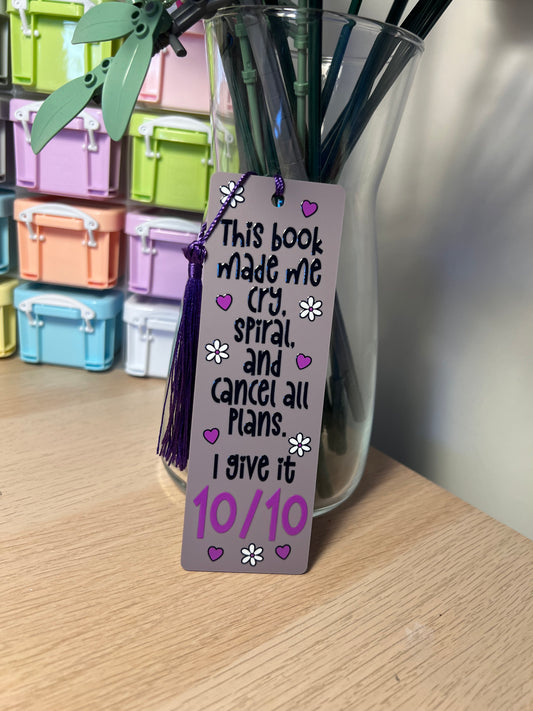 This book
made me
cry,
spiral,
and
cancel all
plans.
I give it
10/10